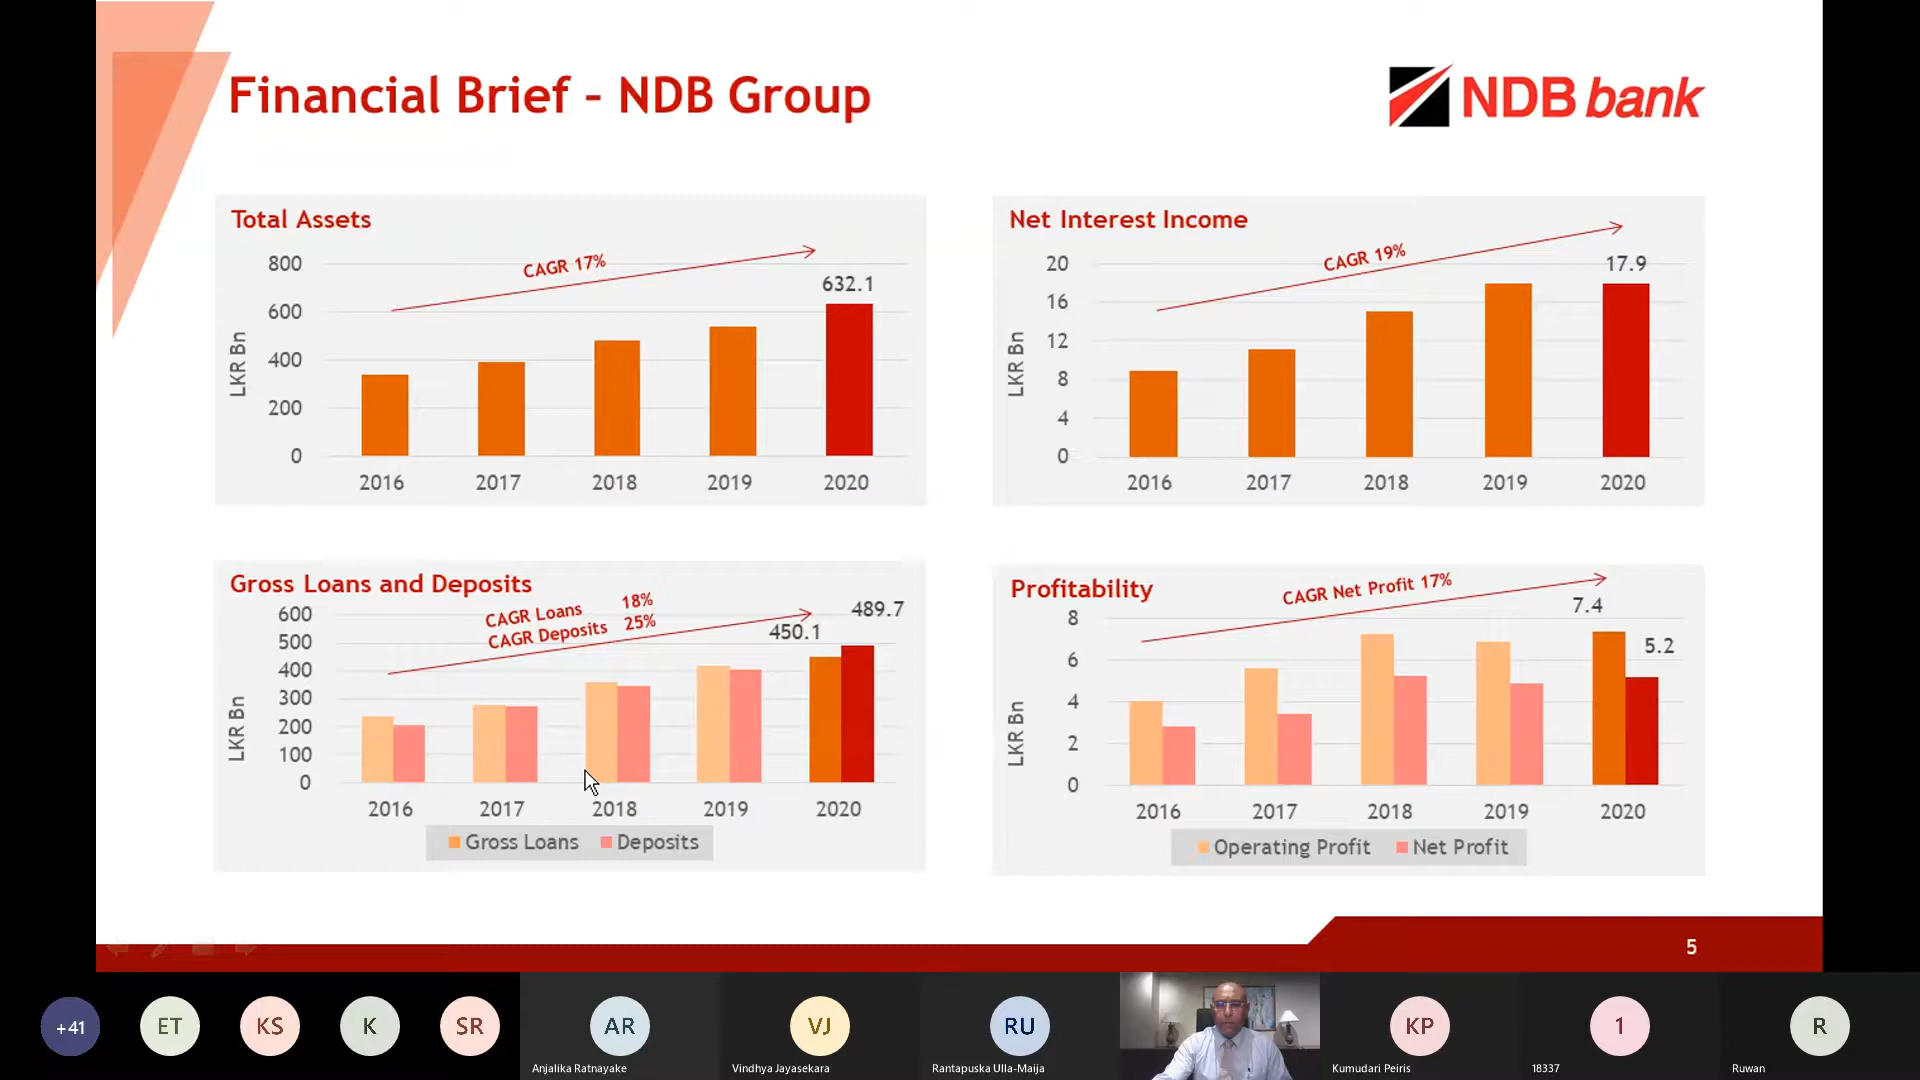 Financial Brief – NDB Group
NDB bank
Total Assets
CAGR 17%
632.1
800
600
400
200
0
LKR Bn
2016 2017 2018 2019 2020
Net Interest Income
CAGR 19%
17.9
20
16
12
8
4
0
LKR Bn
2016 2017 2018 2019 2020
Gross Loans and Deposits
CAGR Loans 18%
CAGR Deposits 25%
489.7
450.1
600
500
400
300
200
100
0
LKR Bn
2016 2017 2018 2019 2020
Gross Loans Deposits
Profitability
CAGR Net Profit 17%
7.4
5.2
8
6
4
2
0
LKR Bn
2016 2017 2018 2019 2020
Operating Profit Net Profit
5
+41 ET KS K SR AR VJ RU KP 1 R
Anjalika Ratnayake Vindhya Jayasekara Rantapuska Ulla-Maija Kumudari Peiris 18337 Ruwan